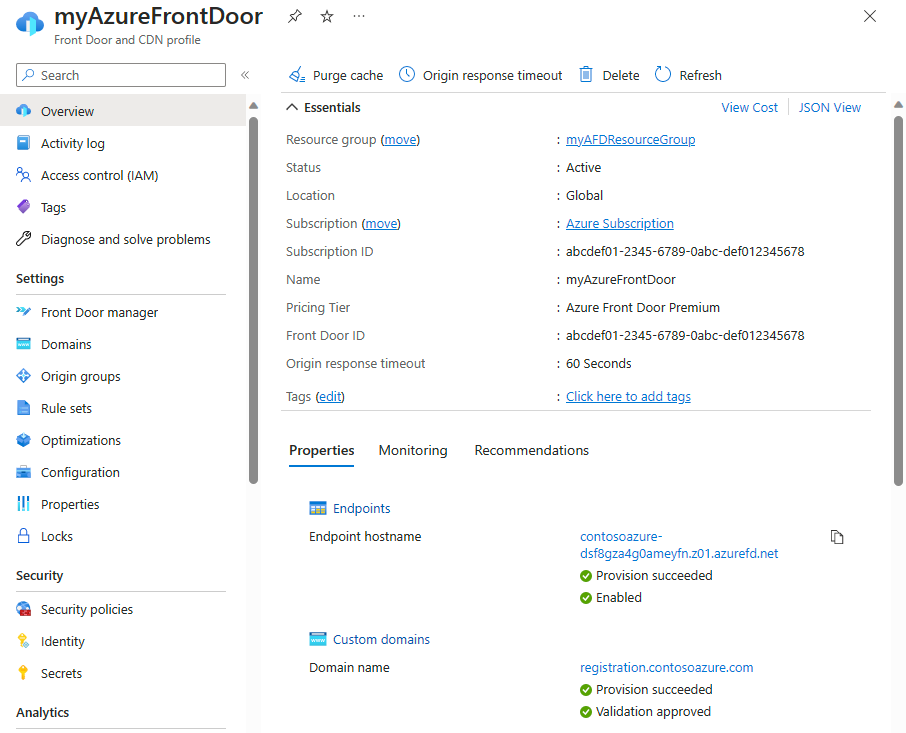 myAzureFrontDoor
Front Door and CDN profile
Search
Overview
Activity log
Access control (IAM)
Tags
Diagnose and solve problems
Settings
Front Door manager
Domains
Origin groups
Rule sets
Optimizations
Configuration
Properties
Locks
Security
Security policies
Identity
Secrets
Analytics
Purge cache Origin response timeout Delete Refresh
Essentials View Cost JSON View
Resource group (move) : myAFDResourceGroup
Status : Active
Location : Global
Subscription (move) : Azure Subscription
Subscription ID : abcdef01-2345-6789-0abc-def012345678
Name : myAzureFrontDoor
Pricing Tier : Azure Front Door Premium
Front Door ID : abcdef01-2345-6789-0abc-def012345678
Origin response timeout : 60 Seconds
Tags (edit) : Click here to add tags
Properties Monitoring Recommendations
Endpoints
Endpoint hostname contosoazure-
dsf8gza4g0ameyfn.z01.azurefd.net
Provision succeeded
Enabled
Custom domains
Domain name registration.contosoazure.com
Provision succeeded
Validation approved